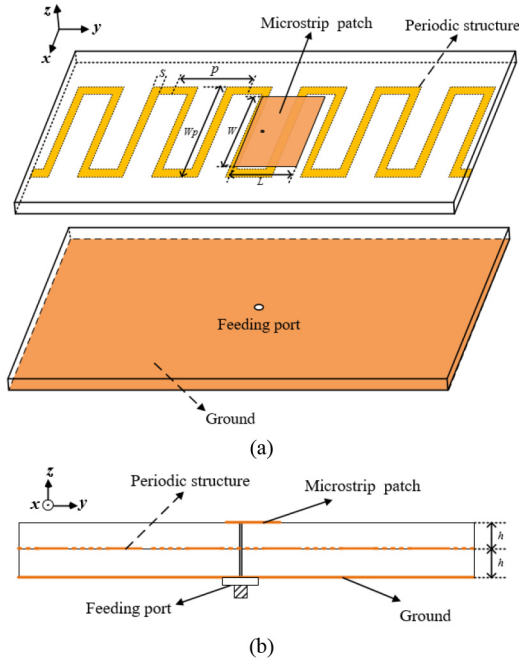 z
y
x
Microstrip patch
Periodic structure
S
p
Wp
W
L
Feeding port
Ground
(a)
z
x
y
Periodic structure
Microstrip patch
h
h
Feeding port
Ground
(b)